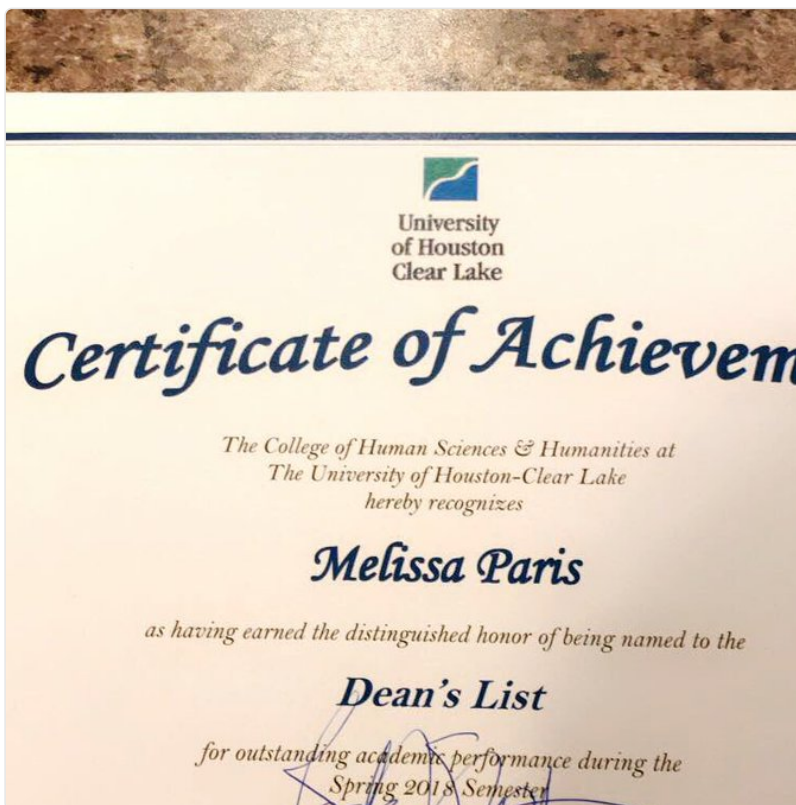 University
of Houston
Clear Lake
Certificate of Achievem
The College of Human Sciences & Humanities at
The University of Houston-Clear Lake
hereby recognizes
Melissa Paris
as having earned the distinguished honor of being named to the
Dean's List
for outstanding academic performance during the
Spring 2018 Semester